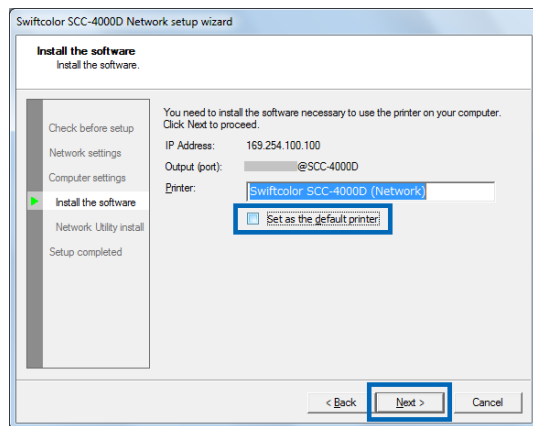 Swiftcolor SCC-4000D Network setup wizard
Install the software
Install the software.
Check before setup
Network settings
Computer settings
Install the software
Network Utility install
Setup completed
You need to install the software necessary to use the printer on your computer.
Click Next to proceed.
IP Address: 169.254.100.100
Output (port): @SCC-4000D
Printer: Swiftcolor SCC-4000D (Network)
Set as the default printer
< Back Next > Cancel